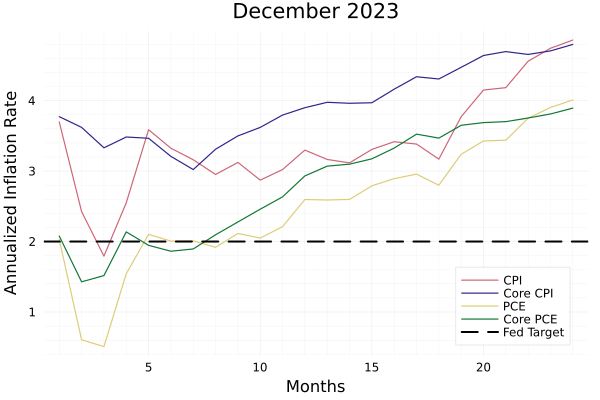 December 2023
Annualized Inflation Rate
4
3
2
1
CPI
Core CPI
PCE
Core PCE
Fed Target
5
10
15
20
Months